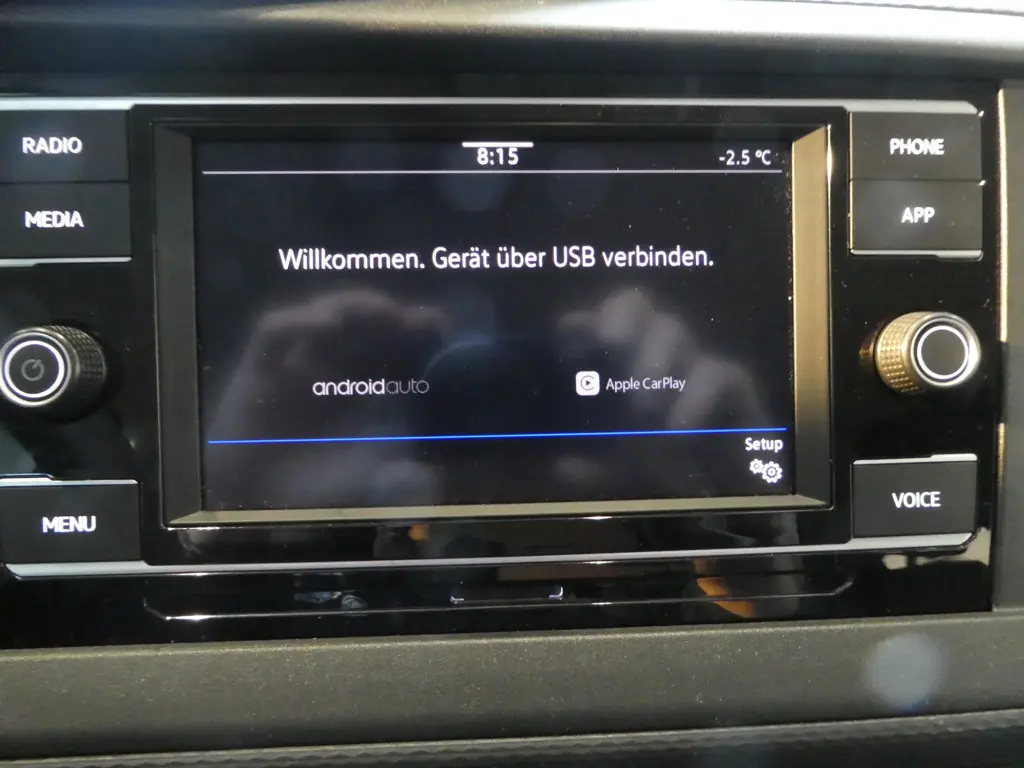 RADIO
MEDIA
MENU
8:15
-2.5 °C
Willkommen. Gerät über USB verbinden.
androidauto
Apple CarPlay
Setup
PHONE
APP
VOICE